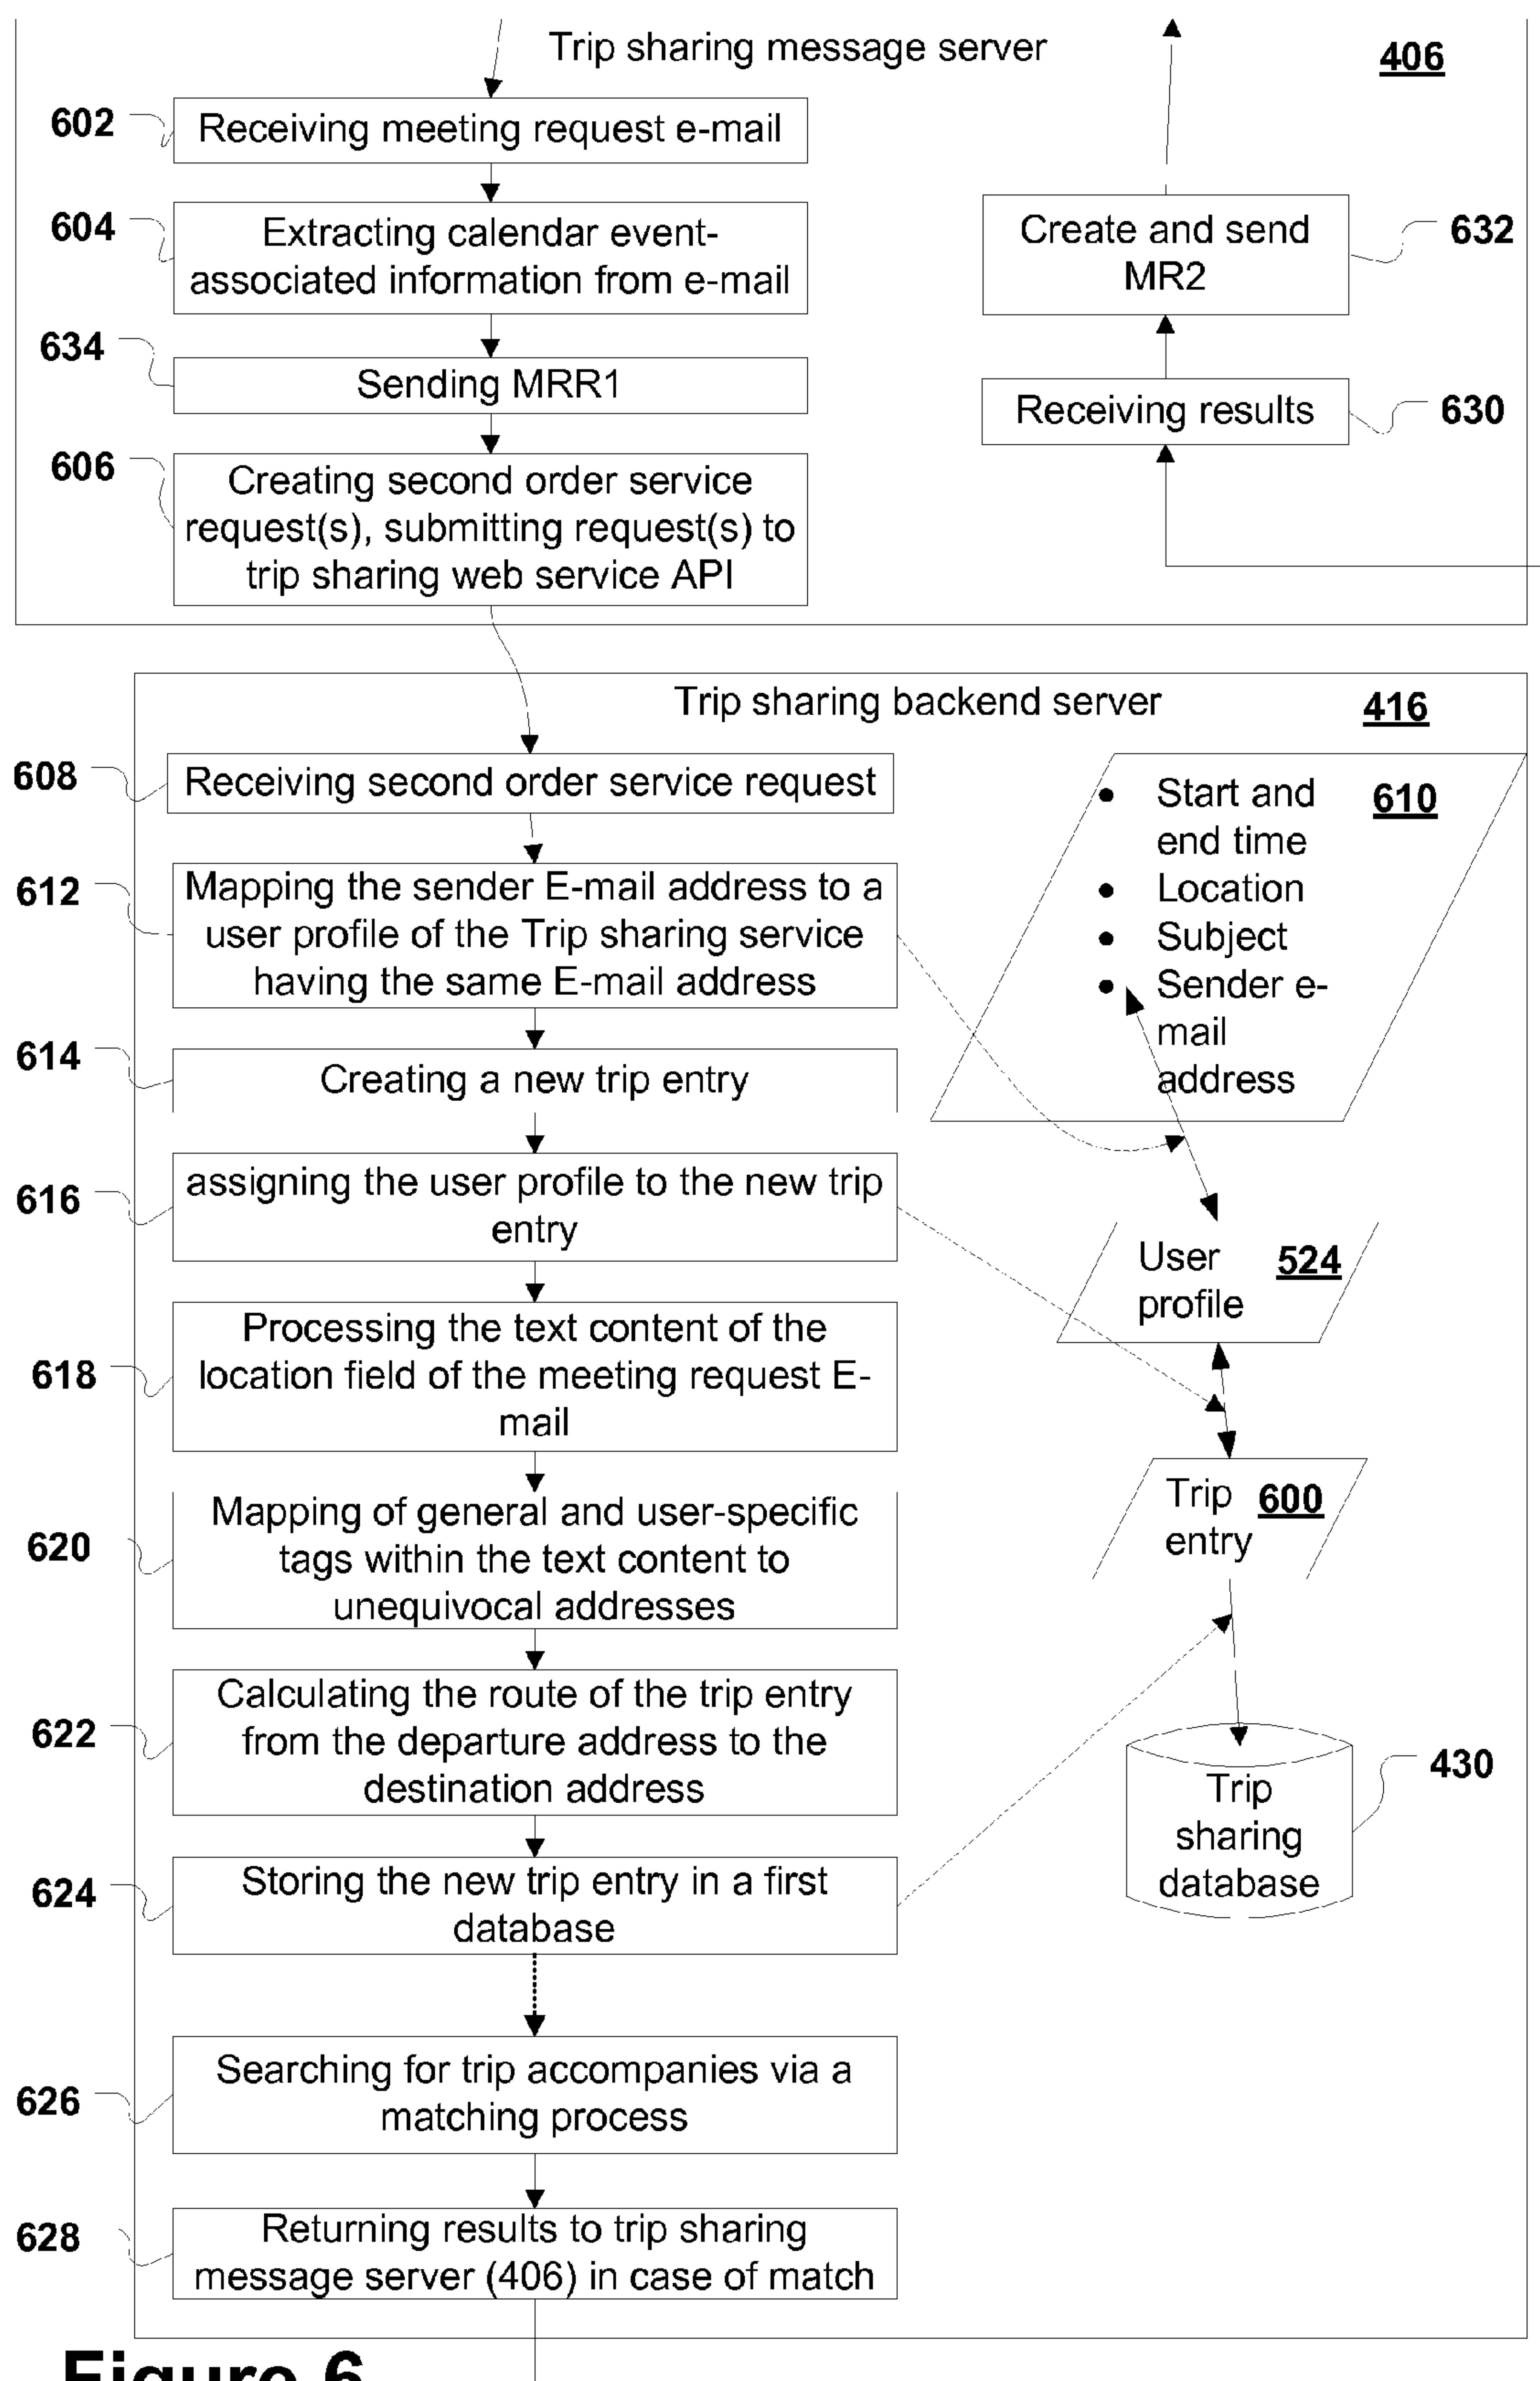 Trip sharing message server
406
602
Receiving meeting request e-mail
604
Extracting calendar event-
associated information from e-mail
634
Sending MRR1
606
Creating second order service
request(s), submitting request(s) to
trip sharing web service API
Create and send
MR2
632
Receiving results
630
Trip sharing backend server
416
608
Receiving second order service request
612
Mapping the sender E-mail address to a
user profile of the Trip sharing service
having the same E-mail address
614
Creating a new trip entry
616
assigning the user profile to the new trip
entry
618
Processing the text content of the
location field of the meeting request E-
mail
620
Mapping of general and user-specific
tags within the text content to
unequivocal addresses
622
Calculating the route of the trip entry
from the departure address to the
destination address
624
Storing the new trip entry in a first
database
626
Searching for trip accompanies via a
matching process
628
Returning results to trip sharing
message server (406) in case of match
610
• Start and
end time
• Location
• Subject
• Sender e-
mail
address
User
profile
524
Trip
entry
600
Trip
sharing
database
430
Figure 6